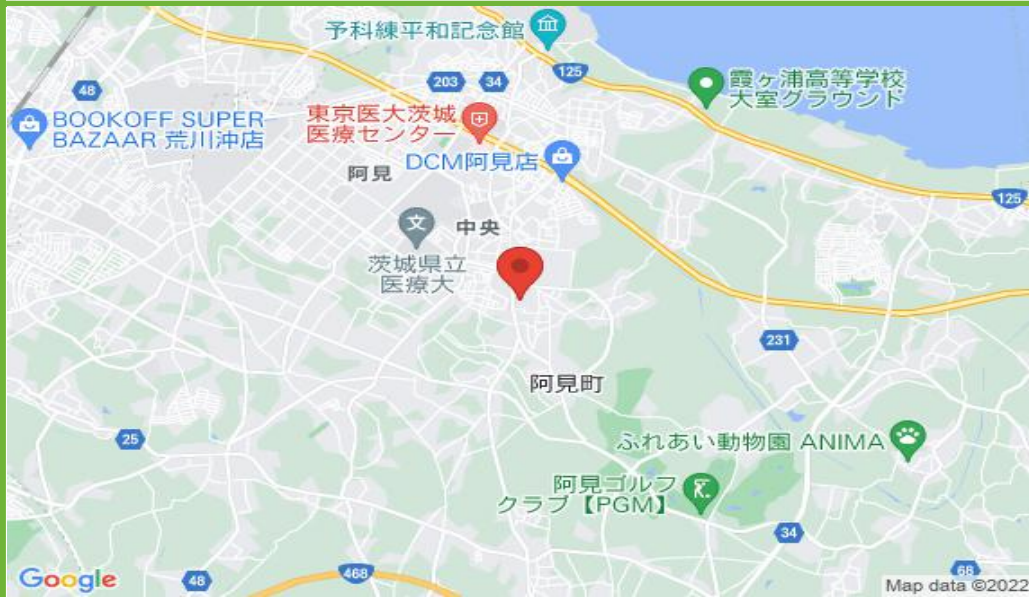 予科練平和記念館
125
203
34
48
霞ヶ浦高等学校
大室グラウンド
BOOKOFF SUPER
BAZAAR 荒川沖店
東京医大茨城
医療センター
DCM阿見店
阿見
125
文
中央
茨城県立
医療大
231
阿見町
25
ふれあい動物園 ANIMA
阿見ゴルフ
クラブ【PGM】
34
Google
48
468
68
Map data ©2022